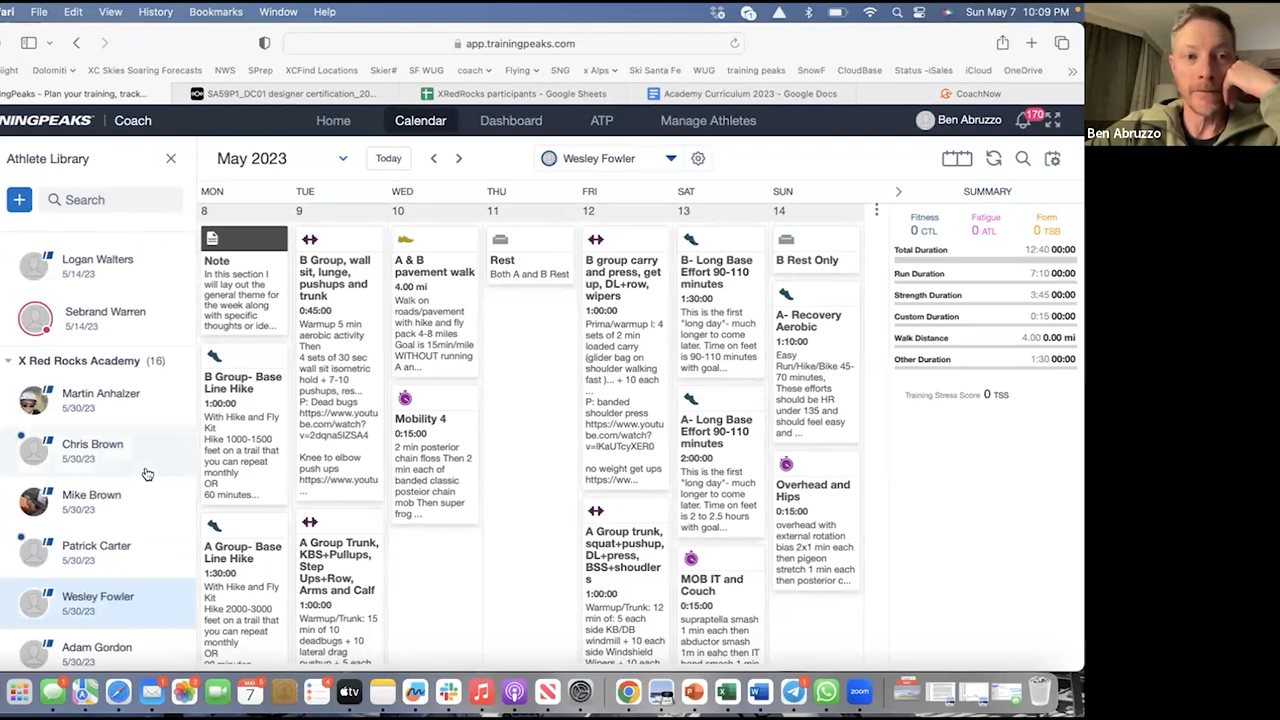 fari File Edit View History Bookmarks Window Help Sun May 7 10:09 PM
app.trainingpeaks.com
Dolomiti XC Skies Soaring Forecasts NWS SPrep XCFind Locations Skier# SF WUG coach Flying SNG x Alps Ski Santa Fe WUG training peaks SnowF CloudBase Status -iSales iCloud OneDrive
ningPeaks - Plan your training, track... SA59P1_DC01 designer certification_20... XRedRocks participants - Google Sheets Academy Curriculum 2023 - Google Docs CoachNow
NINGPEAKS Coach Home Calendar Dashboard ATP Manage Athletes Ben Abruzzo 170
Ben Abruzzo
Athlete Library
Search
Logan Walters
5/14/23
Sebrand Warren
5/14/23
X Red Rocks Academy (16)
Martin Anhalzer
5/30/23
Chris Brown
5/30/23
Mike Brown
5/30/23
Patrick Carter
5/30/23
Wesley Fowler
5/30/23
Adam Gordon
5/30/23
May 2023 Today Wesley Fowler
MON TUE WED THU FRI SAT SUN SUMMARY
8 9 10 11 12 13 14
Note
In this section I
will lay out the
general theme for
the week along
with specific
thoughts or ide...
B Group- Base
Line Hike
1:00:00
With Hike and Fly
Kit
Hike 1000-1500
feet on a trail that
you can repeat
monthly
OR
60 minutes...
A Group- Base
Line Hike
1:30:00
With Hike and Fly
Kit
Hike 2000-3000
feet on a trail that
you can repeat
monthly
OR
B Group, wall
sit, lunge,
pushups and
trunk
0:45:00
Warmup 5 min
aerobic activity
Then
4 sets of 30 sec
wall sit isometric
hold + 7-10
pushups, res...
P: Dead bugs
https://www.youtu
be.com/watch?
v=2dqna5lZSA4
Knee to elbow
push ups
https://www.youtu
...
A Group Trunk,
KBS+Pullups,
Step
Ups+Row,
Arms and Calf
1:00:00
Warmup/Trunk: 15
min of 10
deadbugs + 10
lateral drag
pushup + 5 each
A & B
pavement walk
4.00 mi
Walk on
roads/pavement
with hike and fly
pack 4-8 miles
Goal is 15min/mile
WITHOUT running
A an...
Mobility 4
0:15:00
2 min posterior
chain floss Then 2
min each of
banded classic
posteior chain
mob Then super
frog ...
Rest
Both A and B Rest
B group carry
and press, get
up, DL+row,
wipers
1:00:00
Prima/warmup l: 4
sets of 2 min
loaded carry
(glider bag on
shoulder walking
fast )... + 10 each
...
P: banded
shoulder press
https://www.youtu
be.com/watch?
v=lKaUTcyXER0
no weight get ups
https://ww...
A Group trunk,
squat+pushup,
DL+press,
BSS+shoudler
s
1:00:00
Warmup/Trunk: 12
min of: 5 each
side KB/DB
windmill + 10 each
side Windshield
Wipers + 10 each
B- Long Base
Effort 90-110
minutes
1:30:00
This is the first
"long day"- much
longer to come
later. Time on feet
is 90-110 minutes
with goal...
A- Long Base
Effort 90-110
minutes
2:00:00
This is the first
"long day"- much
longer to come
later. Time on feet
is 2 to 2.5 hours
with goal...
MOB IT and
Couch
0:15:00
supraptella smash
1 min each then
abductor smash
1m in eahc then IT
band smash 1 min
B Rest Only
A- Recovery
Aerobic
1:10:00
Easy
Run/Hike/Bike 45-
70 minutes,
These efforts
should be HR
under 135 and
should feel easy
and ...
Overhead and
Hips
0:15:00
overhead with
external rotation
bias 2x1 min each
then pigeon
stretch 1 min each
then posterior c...
Fitness Fatigue Form
0 CTL 0 ATL 0 TSB
Total Duration 12:40 00:00
Run Duration 7:10 00:00
Strength Duration 3:45 00:00
Custom Duration 0:15 00:00
Walk Distance 4.00 0.00 mi
Other Duration 1:30 00:00
Training Stress Score 0 TSS
MAY
7
tv
zoom